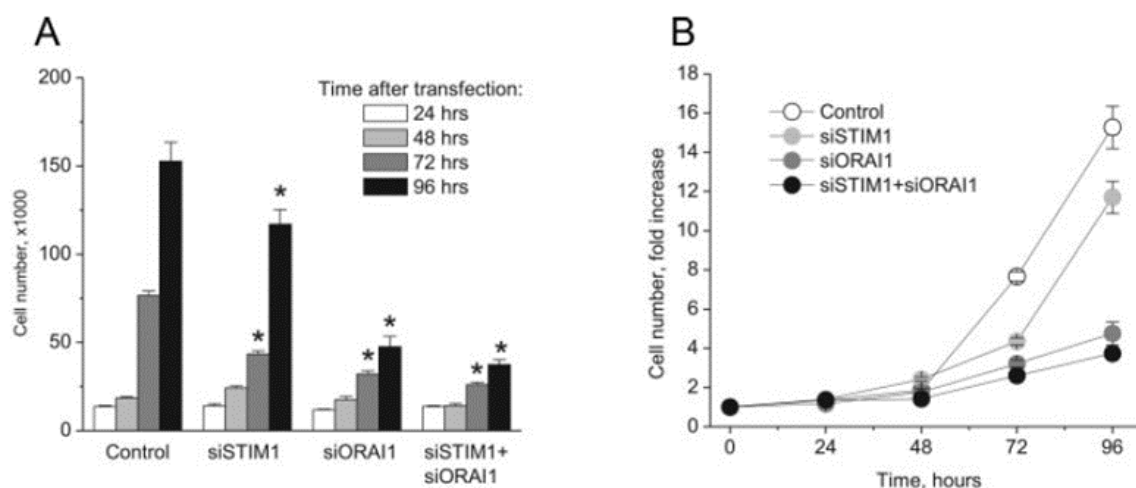 A
Cell number, x1000
200
150
100
50
0
Time after transfection:
24 hrs
48 hrs
72 hrs
96 hrs
*
*
*
*
*
*
Control
siSTIM1
siORAI1
siSTIM1+
siORAI1
B
Cell number, fold increase
18
16
14
12
10
8
6
4
2
0
Control
siSTIM1
siORAI1
siSTIM1+siORAI1
0
24
48
72
96
Time, hours